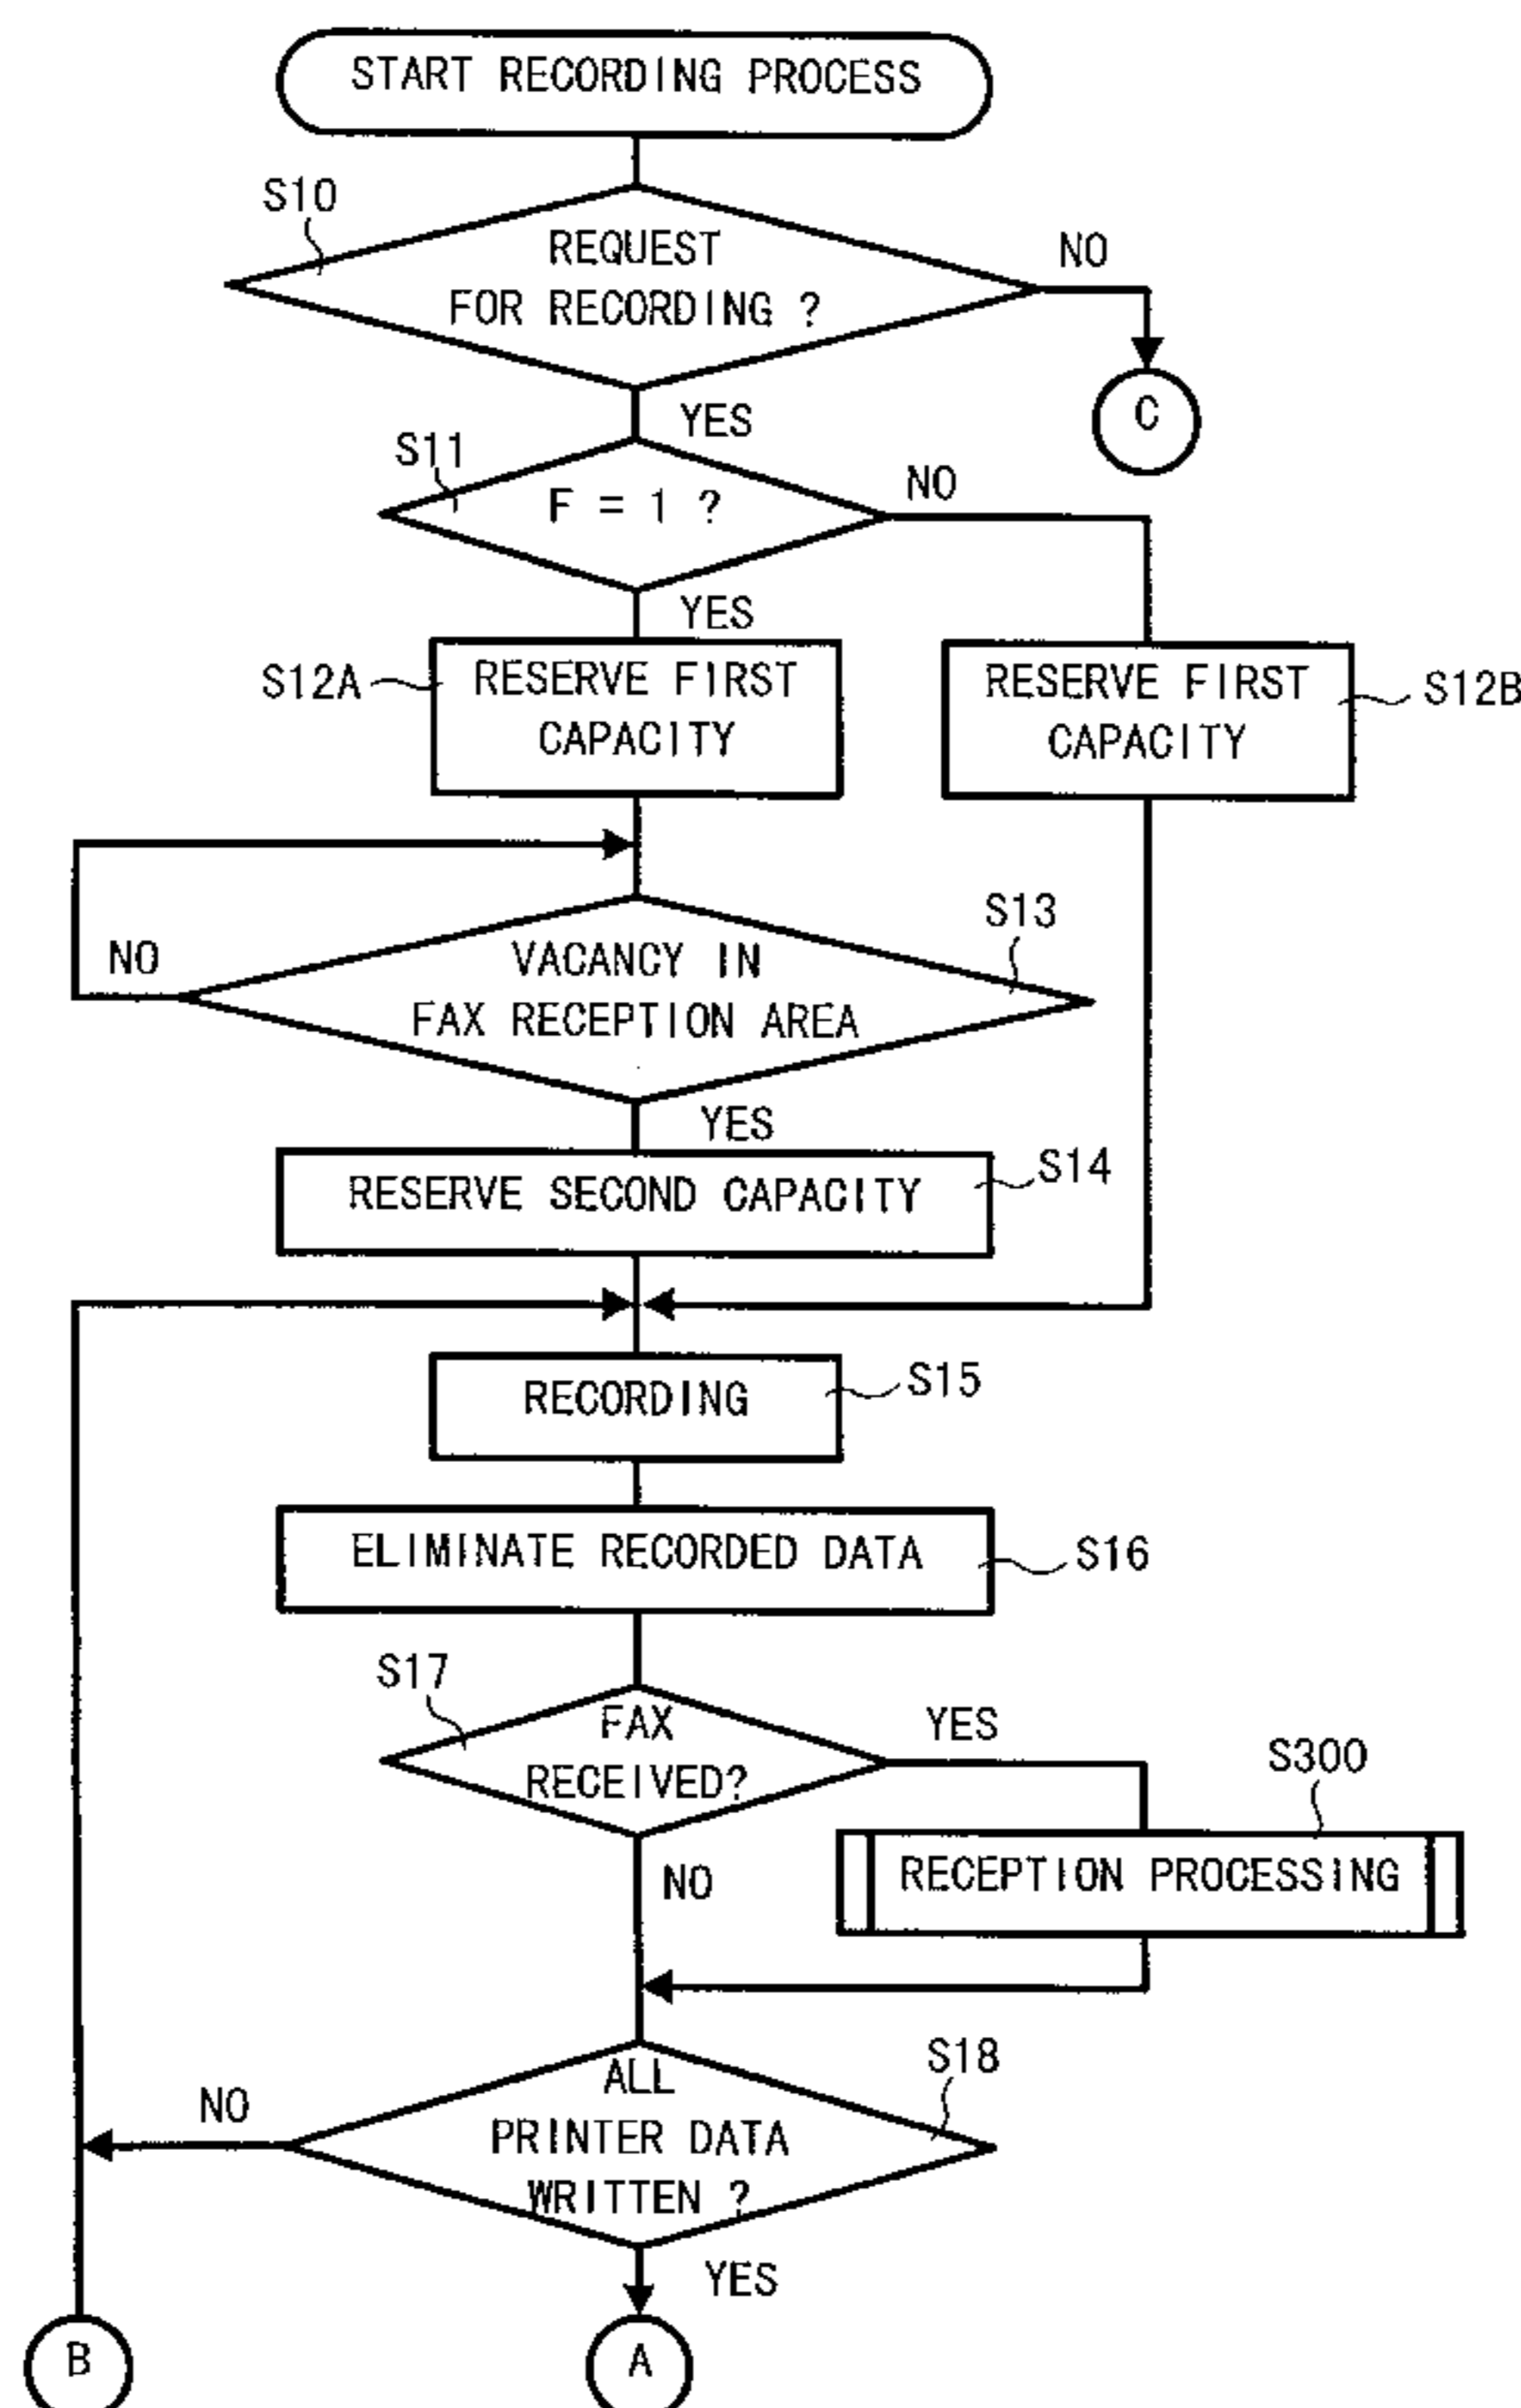 START RECORDING PROCESS
S10
REQUEST
FOR RECORDING ?
NO
C
YES
S11
F = 1 ?
NO
YES
S12A
RESERVE FIRST
CAPACITY
RESERVE FIRST
CAPACITY
S12B
S13
NO
VACANCY IN
FAX RECEPTION AREA
YES
RESERVE SECOND CAPACITY
S14
RECORDING
S15
ELIMINATE RECORDED DATA
S16
S17
FAX
RECEIVED?
YES
S300
NO
RECEPTION PROCESSING
S18
NO
ALL
PRINTER DATA
WRITTEN ?
YES
B
A